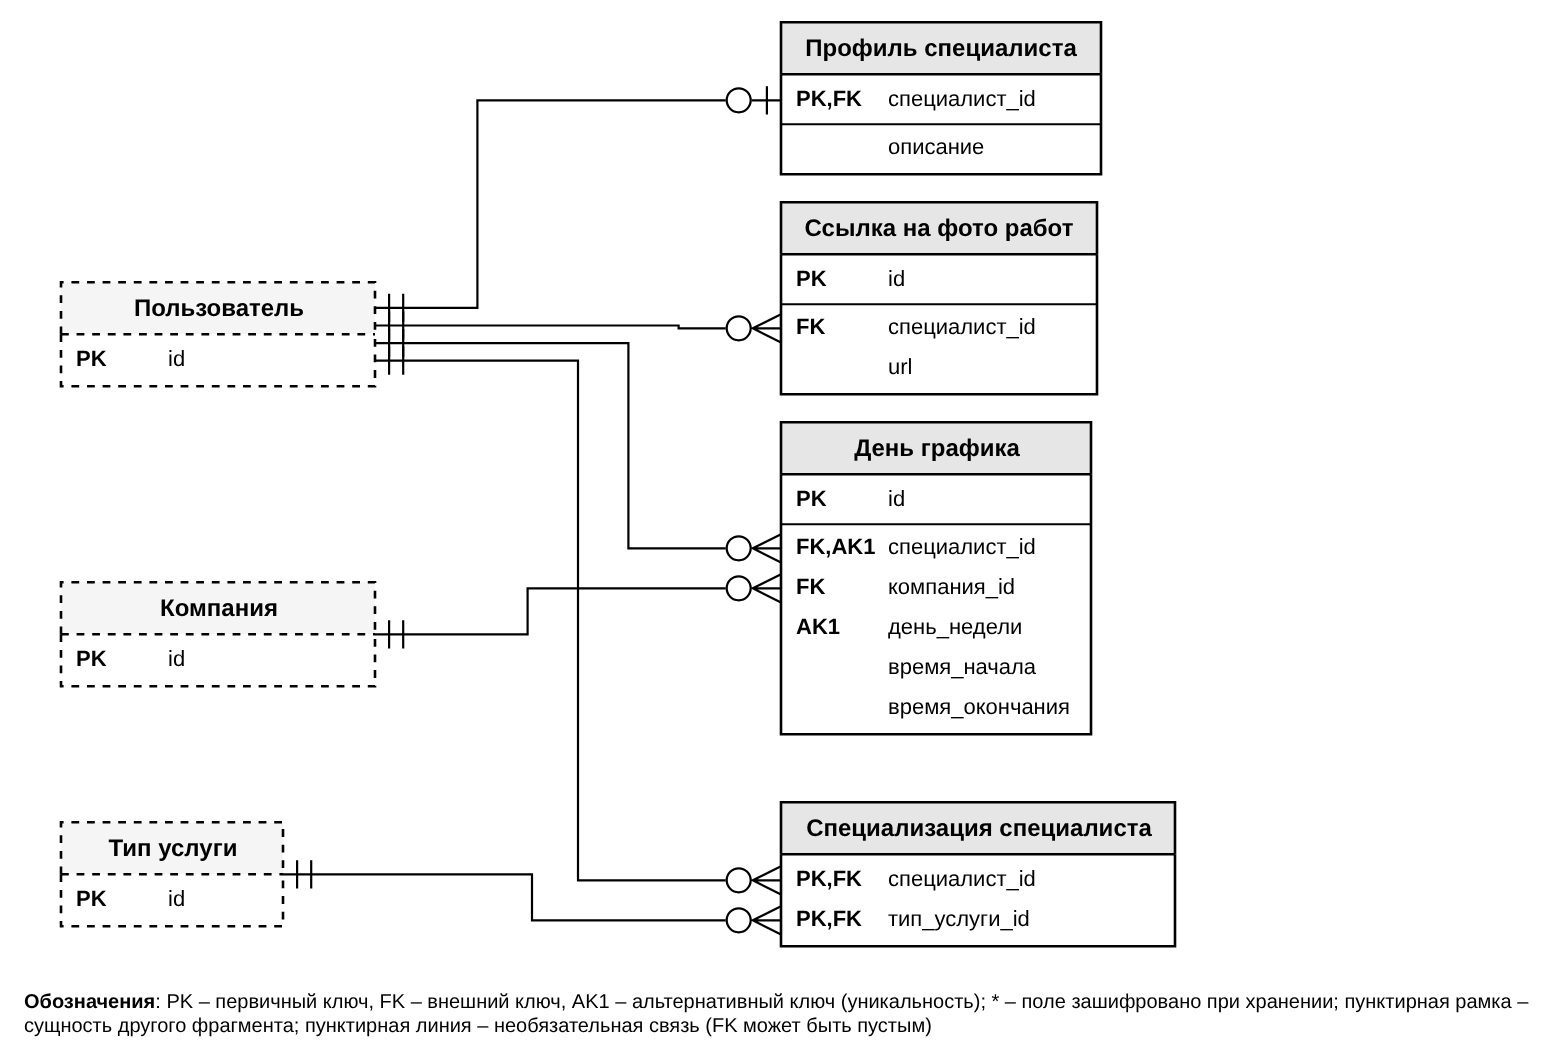 Профиль специалиста
PK,FK специалист_id
описание
Ссылка на фото работ
PK id
FK специалист_id
url
Пользователь
PK id
День графика
PK id
FK,AK1 специалист_id
FK компания_id
AK1 день_недели
время_начала
время_окончания
Компания
PK id
Тип услуги
PK id
Специализация специалиста
PK,FK специалист_id
PK,FK тип_услуги_id
Обозначения: PK – первичный ключ, FK – внешний ключ, AK1 – альтернативный ключ (уникальность); * – поле зашифровано при хранении; пунктирная рамка –
сущность другого фрагмента; пунктирная линия – необязательная связь (FK может быть пустым)